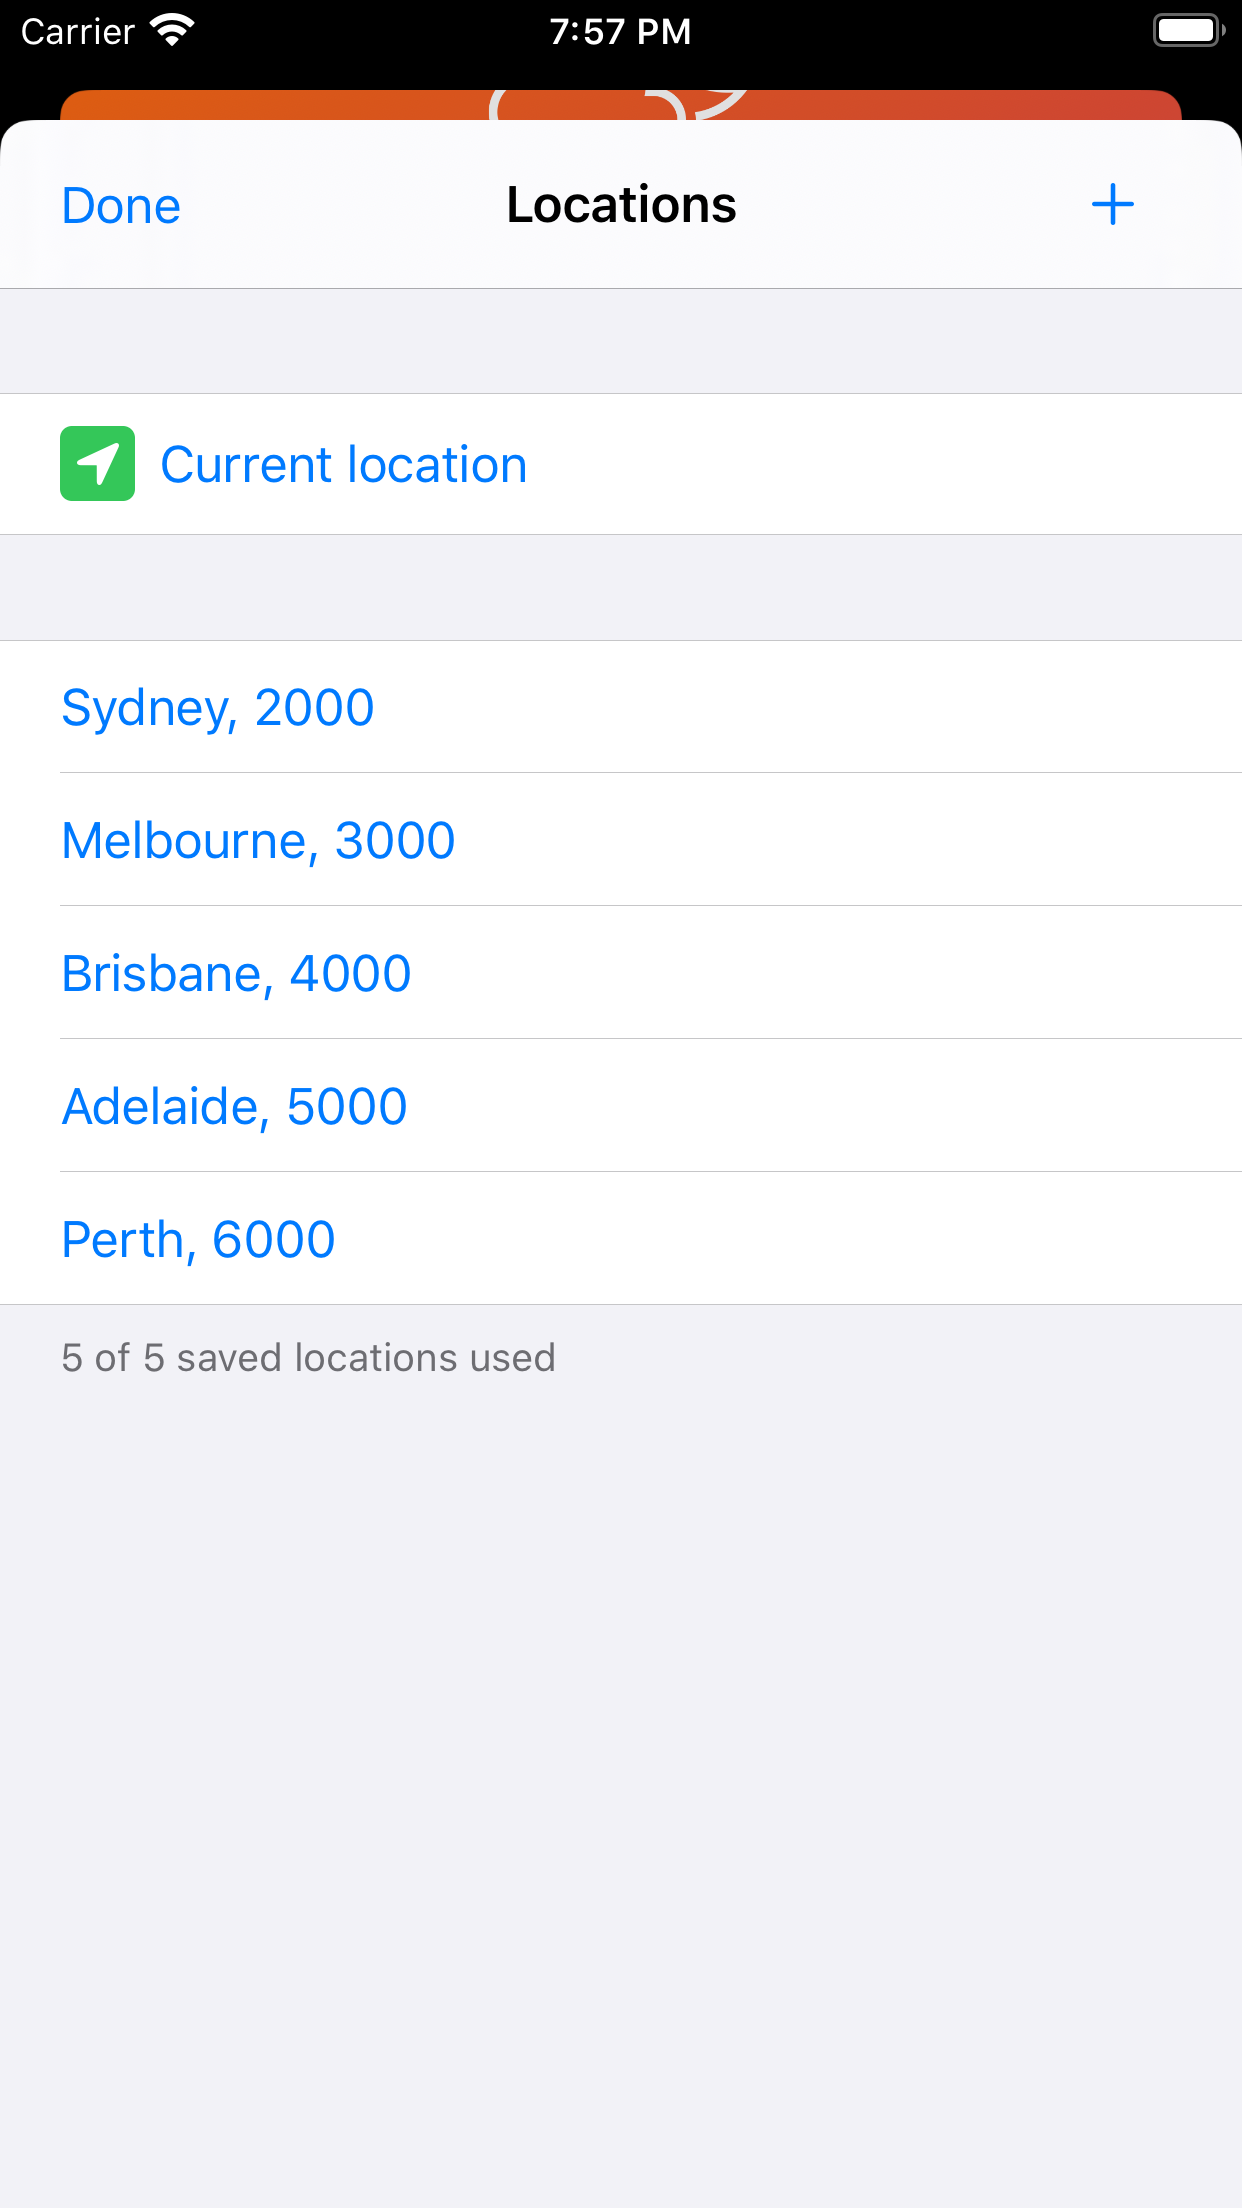 Carrier 7:57 PM
Done Locations +
Current location
Sydney, 2000
Melbourne, 3000
Brisbane, 4000
Adelaide, 5000
Perth, 6000
5 of 5 saved locations used